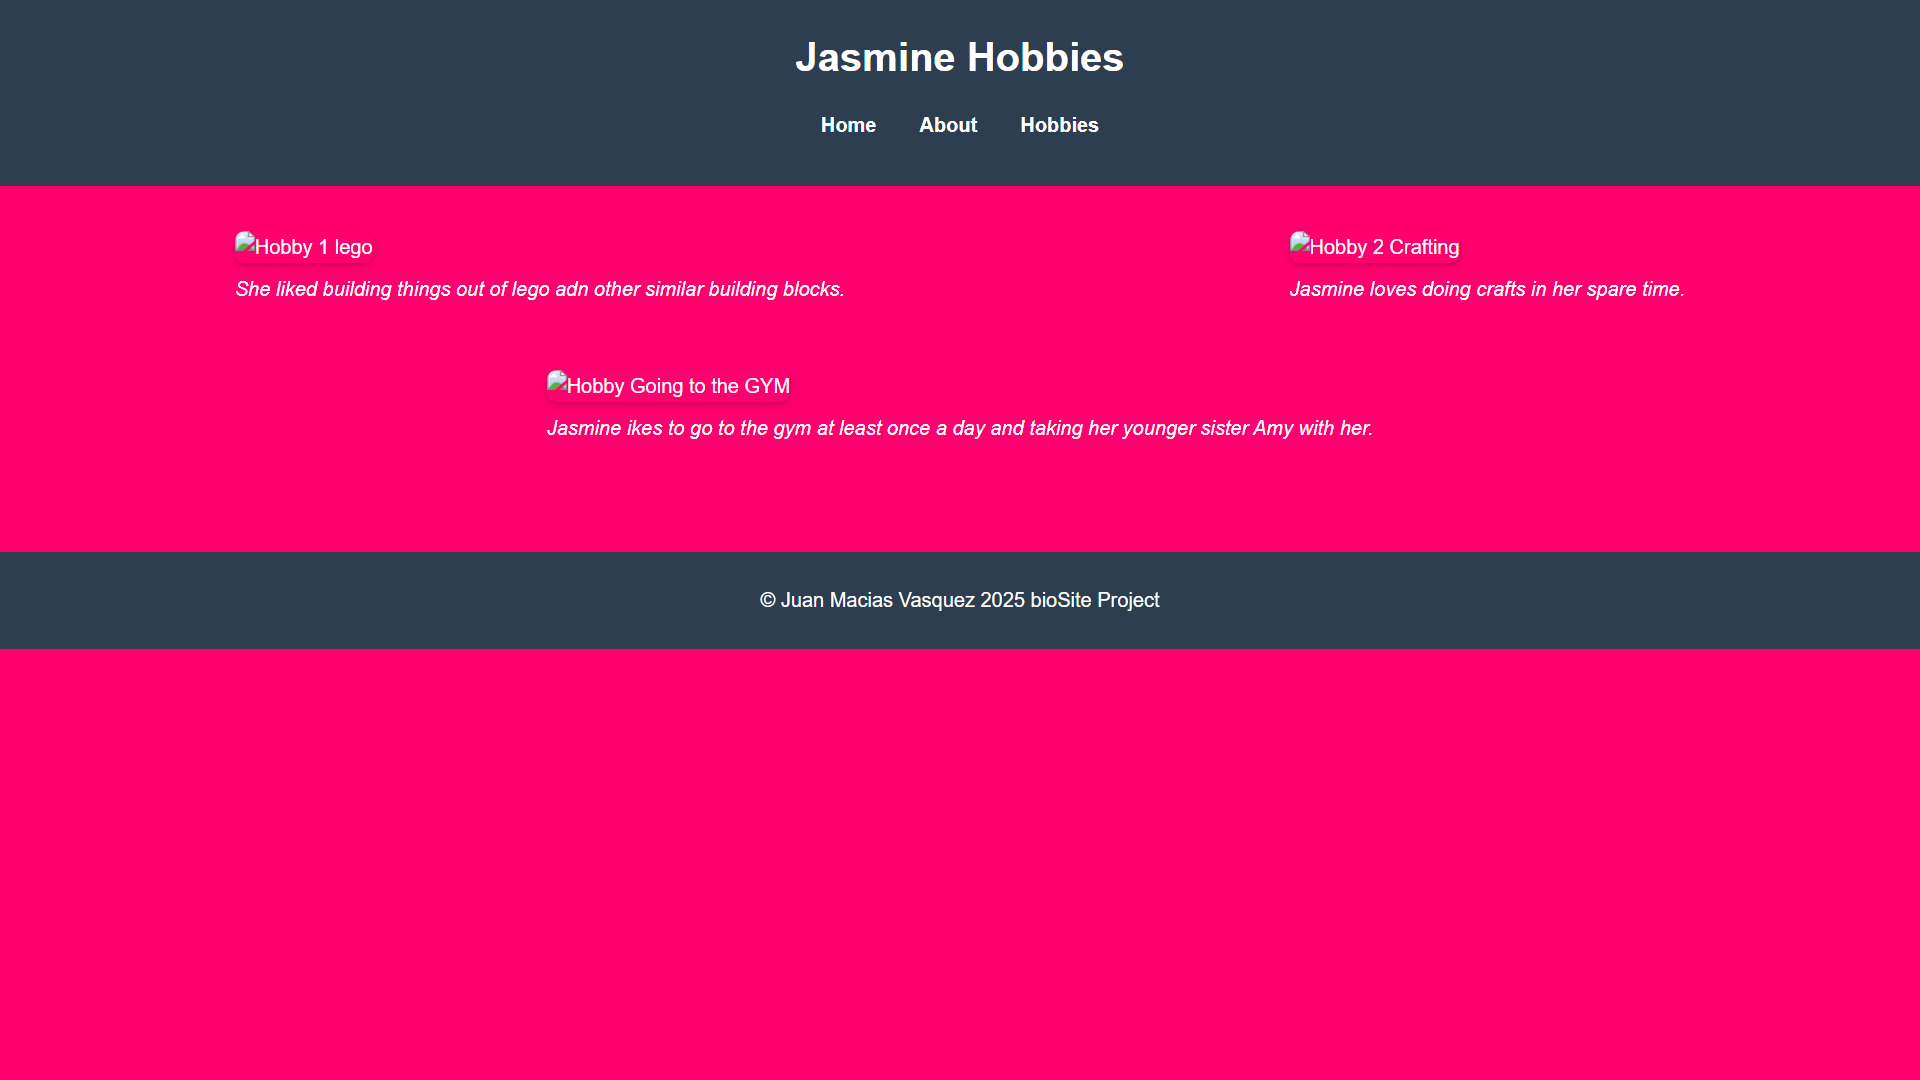 Jasmine Hobbies
Home About Hobbies
Hobby 1 lego
She liked building things out of lego adn other similar building blocks.
Hobby 2 Crafting
Jasmine loves doing crafts in her spare time.
Hobby Going to the GYM
Jasmine ikes to go to the gym at least once a day and taking her younger sister Amy with her.
© Juan Macias Vasquez 2025 bioSite Project